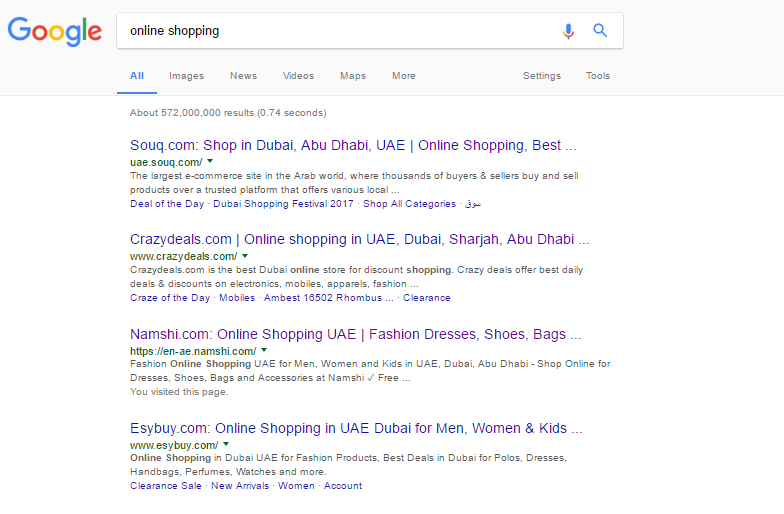 Google
online shopping
All Images News Videos Maps More Settings Tools
About 572,000,000 results (0.74 seconds)
Souq.com: Shop in Dubai, Abu Dhabi, UAE | Online Shopping, Best ...
uae.souq.com/
The largest e-commerce site in the Arab world, where thousands of buyers & sellers buy and sell
products over a trusted platform that offers various local ...
Deal of the Day · Dubai Shopping Festival 2017 · Shop All Categories · سوق
Crazydeals.com | Online shopping in UAE, Dubai, Sharjah, Abu Dhabi ...
www.crazydeals.com/
Crazydeals.com is the best Dubai online store for discount shopping. Crazy deals offer best daily
deals & discounts on electronics, mobiles, apparels, fashion ...
Craze of the Day · Mobiles · Ambest 16502 Rhombus ... · Clearance
Namshi.com: Online Shopping UAE | Fashion Dresses, Shoes, Bags ...
https://en-ae.namshi.com/
Fashion Online Shopping UAE for Men, Women and Kids in UAE, Dubai, Abu Dhabi - Shop Online for
Dresses, Shoes, Bags and Accessories at Namshi ✓ Free ...
You visited this page.
Esybuy.com: Online Shopping in UAE Dubai for Men, Women & Kids ...
www.esybuy.com/
Online Shopping in Dubai UAE for Fashion Products, Best Deals in Dubai for Polos, Dresses,
Handbags, Perfumes, Watches and more.
Clearance Sale · New Arrivals · Women · Account